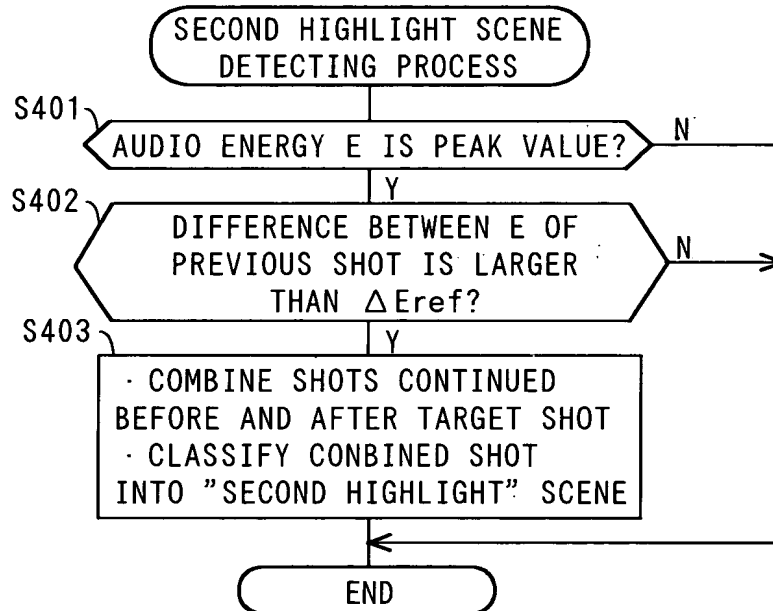 SECOND HIGHLIGHT SCENE
DETECTING PROCESS
S401
AUDIO ENERGY E IS PEAK VALUE?
N
Y
S402
DIFFERENCE BETWEEN E OF
PREVIOUS SHOT IS LARGER
THAN ΔEref?
N
Y
S403
· COMBINE SHOTS CONTINUED
BEFORE AND AFTER TARGET SHOT
· CLASSIFY CONBINED SHOT
INTO ”SECOND HIGHLIGHT” SCENE
END